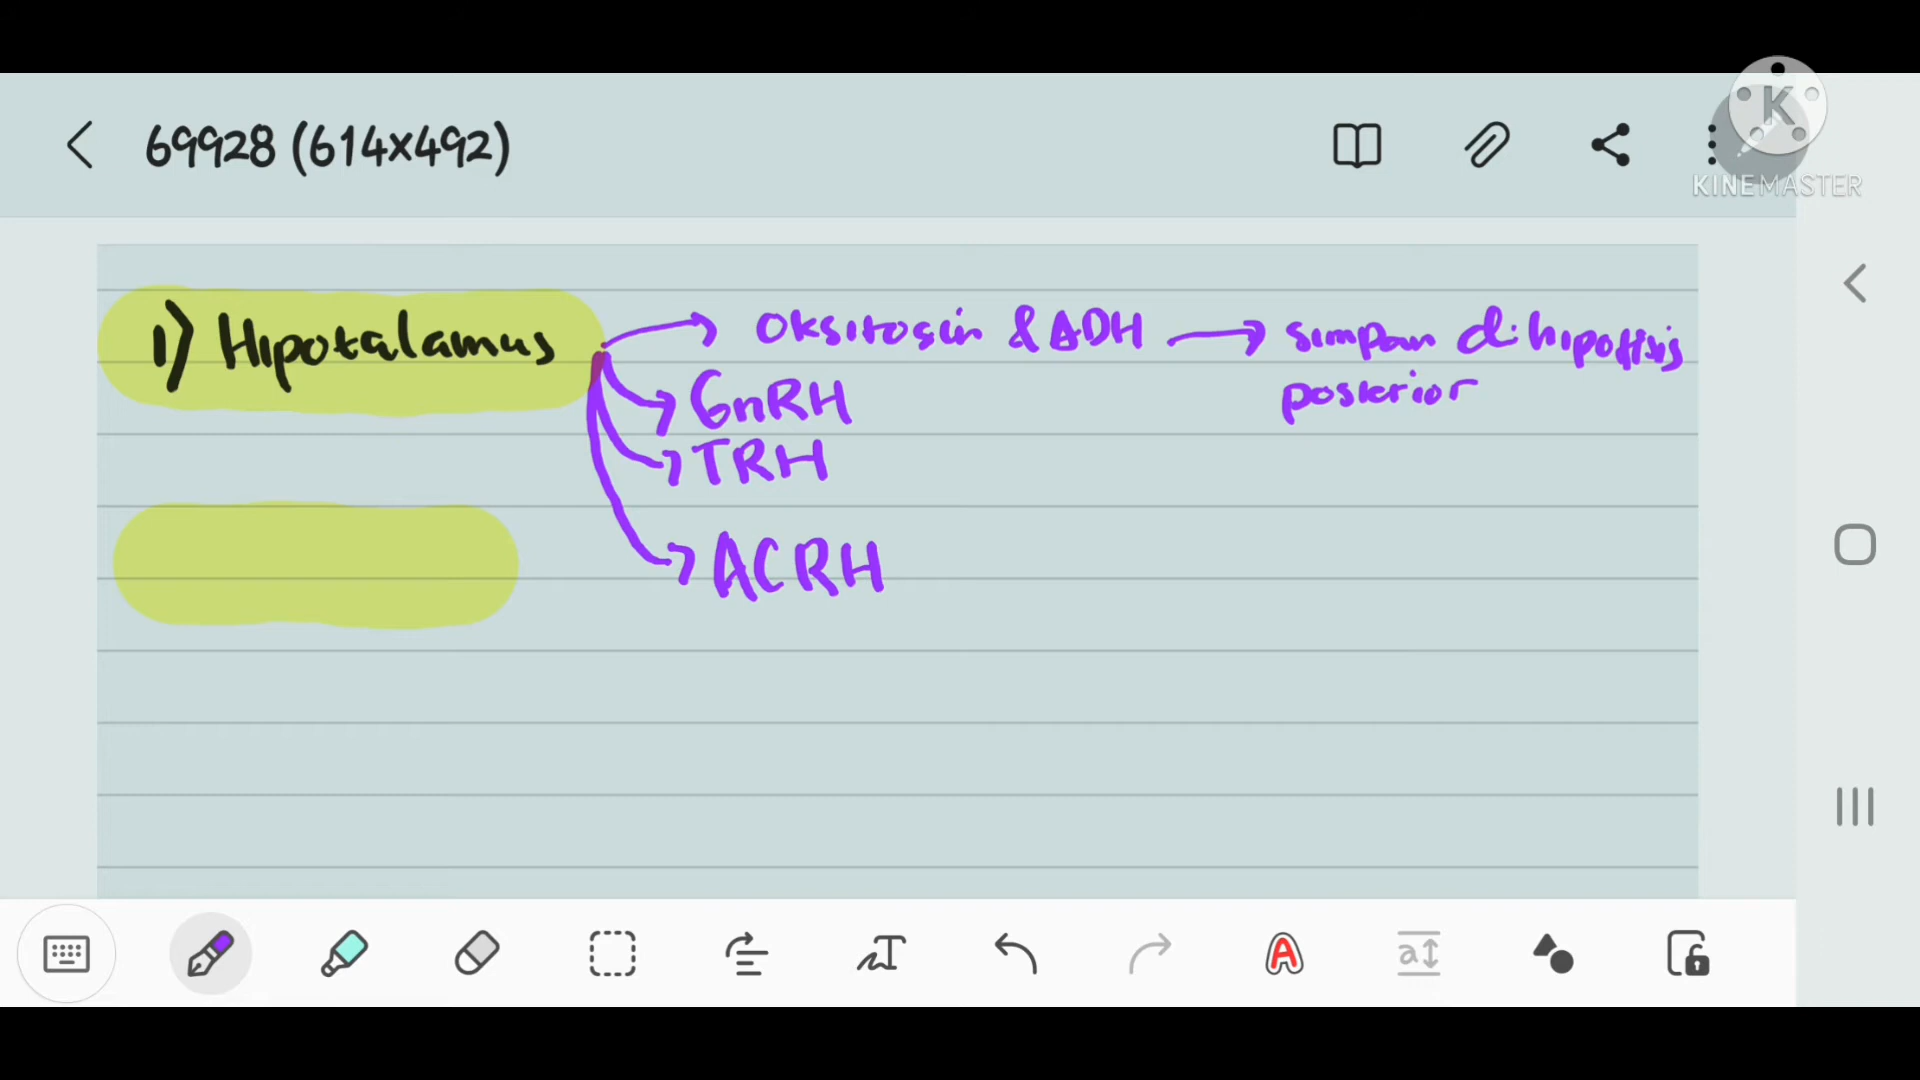 69928 (614x492)
KINEMASTER
1) Hipotalamus
Oksitosin & ADH → simpan di hipofisis
posterior
GnRH
TRH
ACRH